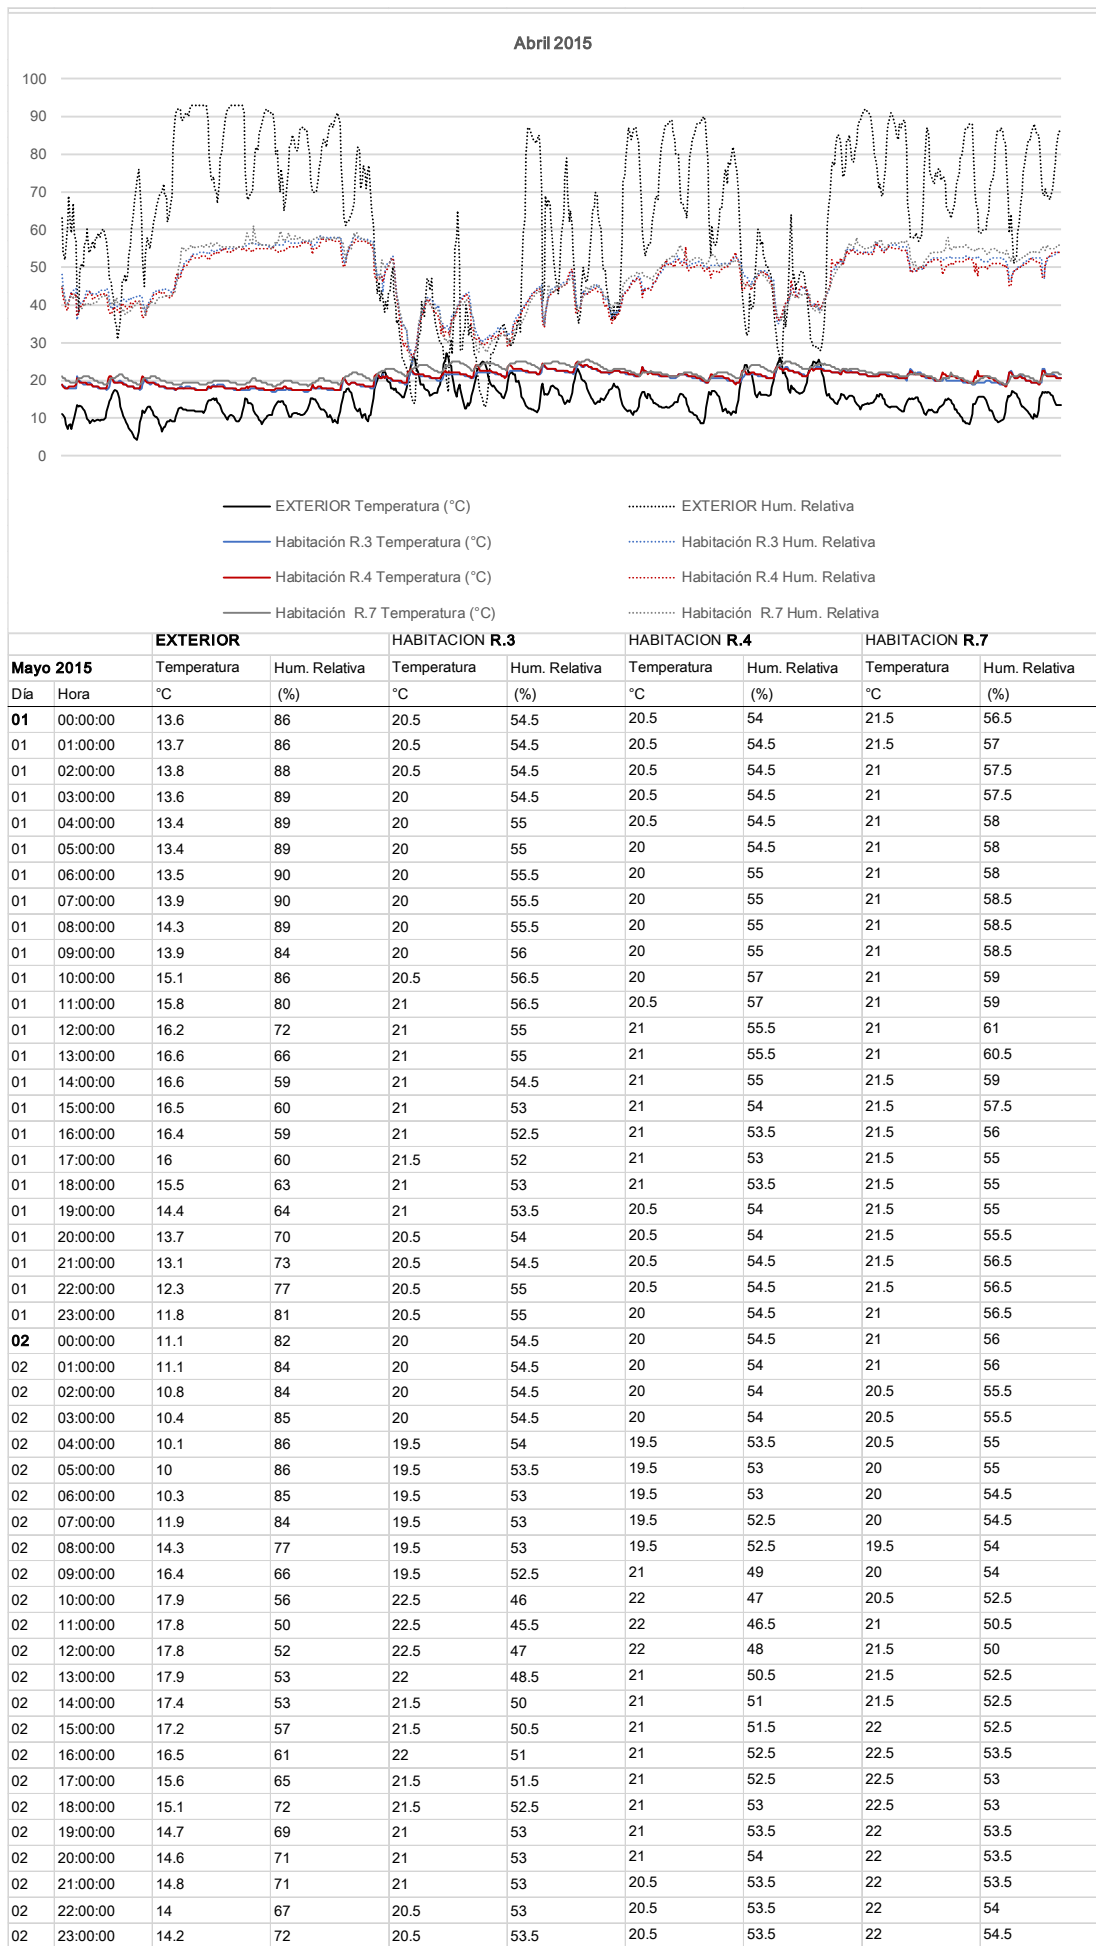 Abril 2015
100
90
80
70
60
50
40
30
20
10
0
EXTERIOR Temperatura (°C) EXTERIOR Hum. Relativa
Habitación R.3 Temperatura (°C) Habitación R.3 Hum. Relativa
Habitación R.4 Temperatura (°C) Habitación R.4 Hum. Relativa
Habitación R.7 Temperatura (°C) Habitación R.7 Hum. Relativa
EXTERIOR HABITACION R.3 HABITACION R.4 HABITACION R.7
Mayo 2015 Temperatura Hum. Relativa Temperatura Hum. Relativa Temperatura Hum. Relativa Temperatura Hum. Relativa
Día Hora °C (%) °C (%) °C (%) °C (%)
01 00:00:00 13.6 86 20.5 54.5 20.5 54 21.5 56.5
01 01:00:00 13.7 86 20.5 54.5 20.5 54.5 21.5 57
01 02:00:00 13.8 88 20.5 54.5 20.5 54.5 21 57.5
01 03:00:00 13.6 89 20 54.5 20.5 54.5 21 57.5
01 04:00:00 13.4 89 20 55 20.5 54.5 21 58
01 05:00:00 13.4 89 20 55 20 54.5 21 58
01 06:00:00 13.5 90 20 55.5 20 55 21 58
01 07:00:00 13.9 90 20 55.5 20 55 21 58.5
01 08:00:00 14.3 89 20 55.5 20 55 21 58.5
01 09:00:00 13.9 84 20 56 20 55 21 58.5
01 10:00:00 15.1 86 20.5 56.5 20 57 21 59
01 11:00:00 15.8 80 21 56.5 20.5 57 21 59
01 12:00:00 16.2 72 21 55 21 55.5 21 61
01 13:00:00 16.6 66 21 55 21 55.5 21 60.5
01 14:00:00 16.6 59 21 54.5 21 55 21.5 59
01 15:00:00 16.5 60 21 53 21 54 21.5 57.5
01 16:00:00 16.4 59 21 52.5 21 53.5 21.5 56
01 17:00:00 16 60 21.5 52 21 53 21.5 55
01 18:00:00 15.5 63 21 53 21 53.5 21.5 55
01 19:00:00 14.4 64 21 53.5 20.5 54 21.5 55
01 20:00:00 13.7 70 20.5 54 20.5 54 21.5 55.5
01 21:00:00 13.1 73 20.5 54.5 20.5 54.5 21.5 56.5
01 22:00:00 12.3 77 20.5 55 20.5 54.5 21.5 56.5
01 23:00:00 11.8 81 20.5 55 20 54.5 21 56.5
02 00:00:00 11.1 82 20 54.5 20 54.5 21 56
02 01:00:00 11.1 84 20 54.5 20 54 21 56
02 02:00:00 10.8 84 20 54.5 20 54 20.5 55.5
02 03:00:00 10.4 85 20 54.5 20 54 20.5 55.5
02 04:00:00 10.1 86 19.5 54 19.5 53.5 20.5 55
02 05:00:00 10 86 19.5 53.5 19.5 53 20 55
02 06:00:00 10.3 85 19.5 53 19.5 53 20 54.5
02 07:00:00 11.9 84 19.5 53 19.5 52.5 20 54.5
02 08:00:00 14.3 77 19.5 53 19.5 52.5 19.5 54
02 09:00:00 16.4 66 19.5 52.5 21 49 20 54
02 10:00:00 17.9 56 22.5 46 22 47 20.5 52.5
02 11:00:00 17.8 50 22.5 45.5 22 46.5 21 50.5
02 12:00:00 17.8 52 22.5 47 22 48 21.5 50
02 13:00:00 17.9 53 22 48.5 21 50.5 21.5 52.5
02 14:00:00 17.4 53 21.5 50 21 51 21.5 52.5
02 15:00:00 17.2 57 21.5 50.5 21 51.5 22 52.5
02 16:00:00 16.5 61 22 51 21 52.5 22.5 53.5
02 17:00:00 15.6 65 21.5 51.5 21 52.5 22.5 53
02 18:00:00 15.1 72 21.5 52.5 21 53 22.5 53
02 19:00:00 14.7 69 21 53 21 53.5 22 53.5
02 20:00:00 14.6 71 21 53 21 54 22 53.5
02 21:00:00 14.8 71 21 53 20.5 53.5 22 53.5
02 22:00:00 14 67 20.5 53 20.5 53.5 22 54
02 23:00:00 14.2 72 20.5 53.5 20.5 53.5 22 54.5